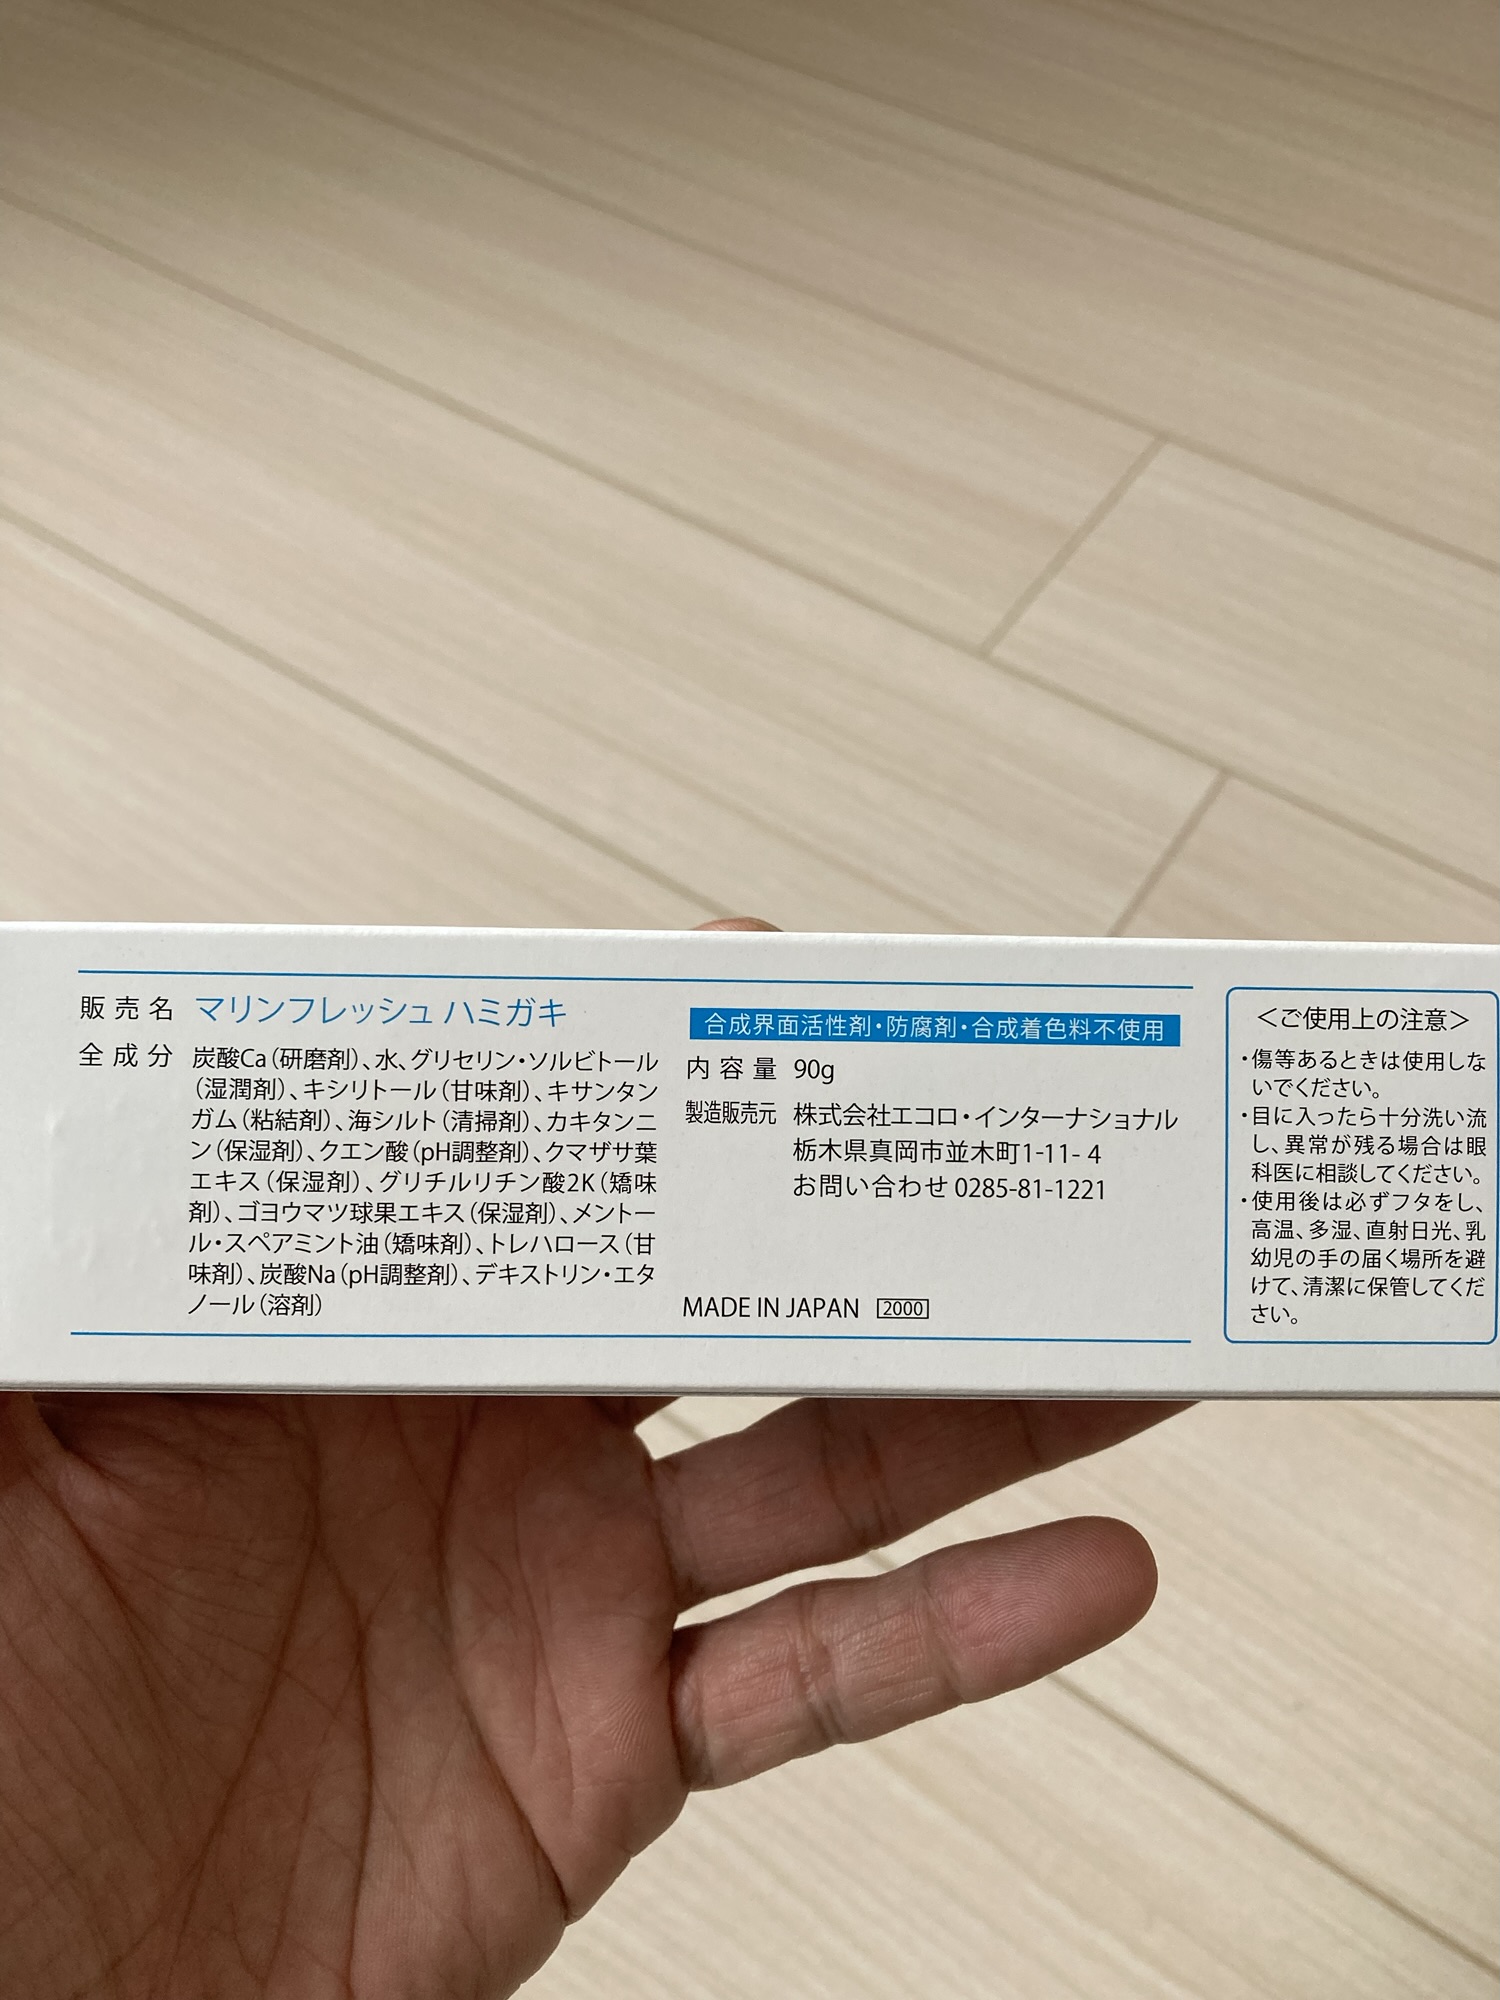 販売名 マリンフレッシュ ハミガキ
全成分 炭酸Ca(研磨剤)、水、グリセリン・ソルビトール
(湿潤剤)、キシリトール(甘味剤)、キサンタン
ガム(粘結剤)、海シルト(清掃剤)、カキタンニ
ン(保湿剤)、クエン酸(pH調整剤)、クマザサ葉
エキス(保湿剤)、グリチルリチン酸2K(矯味
剤)、ゴヨウマツ球果エキス(保湿剤)、メントー
ル・スペアミント油(矯味剤)、トレハロース(甘
味剤)、炭酸Na(pH調整剤)、デキストリン・エタ
ノール(溶剤)
合成界面活性剤・防腐剤・合成着色料不使用
内容量 90g
製造販売元 株式会社エコロ・インターナショナル
栃木県真岡市並木町1-11- 4
お問い合わせ 0285-81-1221
MADE IN JAPAN 2000
＜ご使用上の注意＞
・傷等あるときは使用しな
いでください。
・目に入ったら十分洗い流
し、異常が残る場合は眼
科医に相談してください。
・使用後は必ずフタをし、
高温、多湿、直射日光、乳
幼児の手の届く場所を避
けて、清潔に保管してくだ
さい。